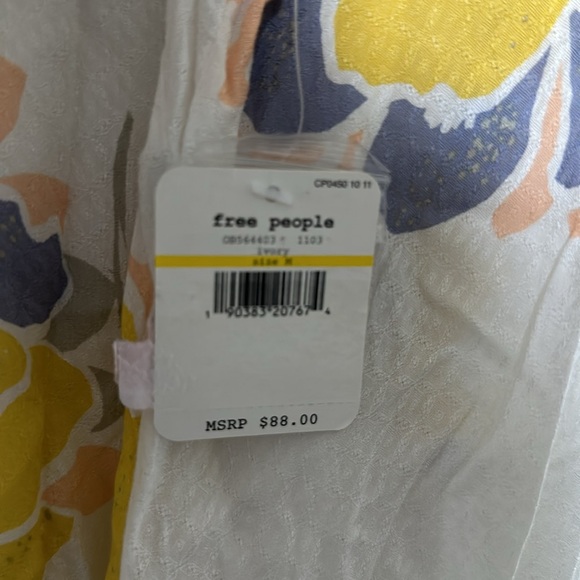 CP0450 10 11
free people
OB564403 1103
ivory
size M
1 90383 20767 4
MSRP $88.00